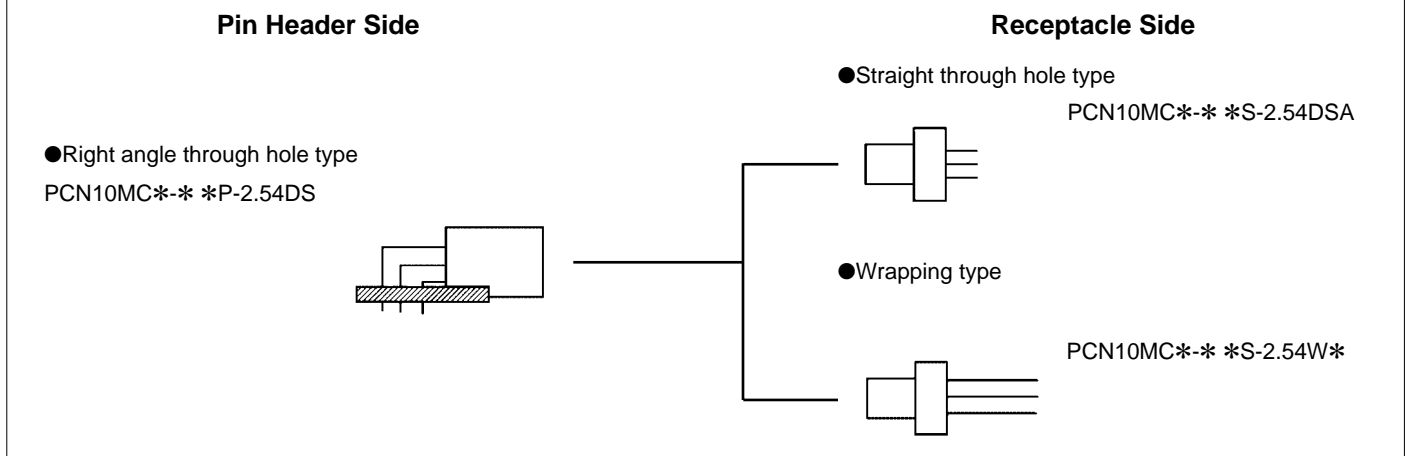 Pin Header Side
Receptacle Side
●Straight through hole type
PCN10MC✻-✻ ✻S-2.54DSA
●Right angle through hole type
PCN10MC✻-✻ ✻P-2.54DS
●Wrapping type
PCN10MC✻-✻ ✻S-2.54W✻